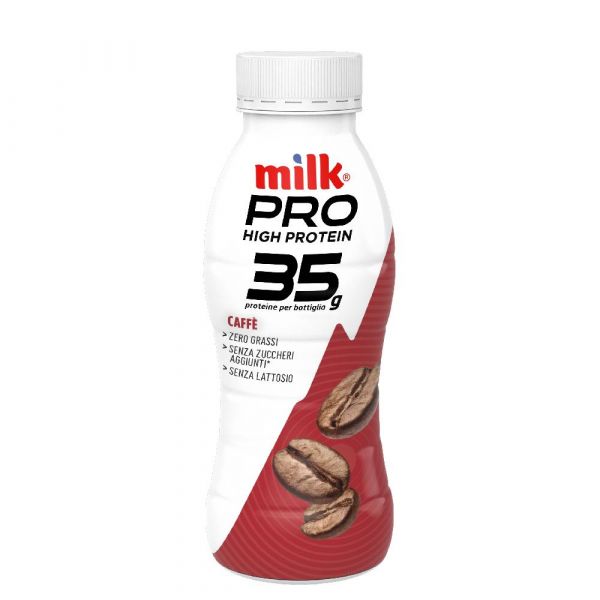 milk®
PRO
HIGH PROTEIN
35g
proteine per bottiglia
CAFFÈ
> ZERO GRASSI
> SENZA ZUCCHERI
AGGIUNTI*
> SENZA LATTOSIO